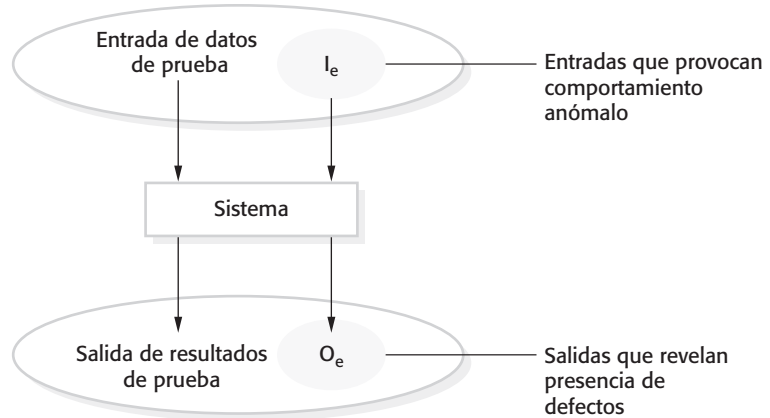 Entrada de datos
de prueba
Ie
Entradas que provocan
comportamiento
anómalo
Sistema
Salida de resultados
de prueba
Oe
Salidas que revelan
presencia de
defectos